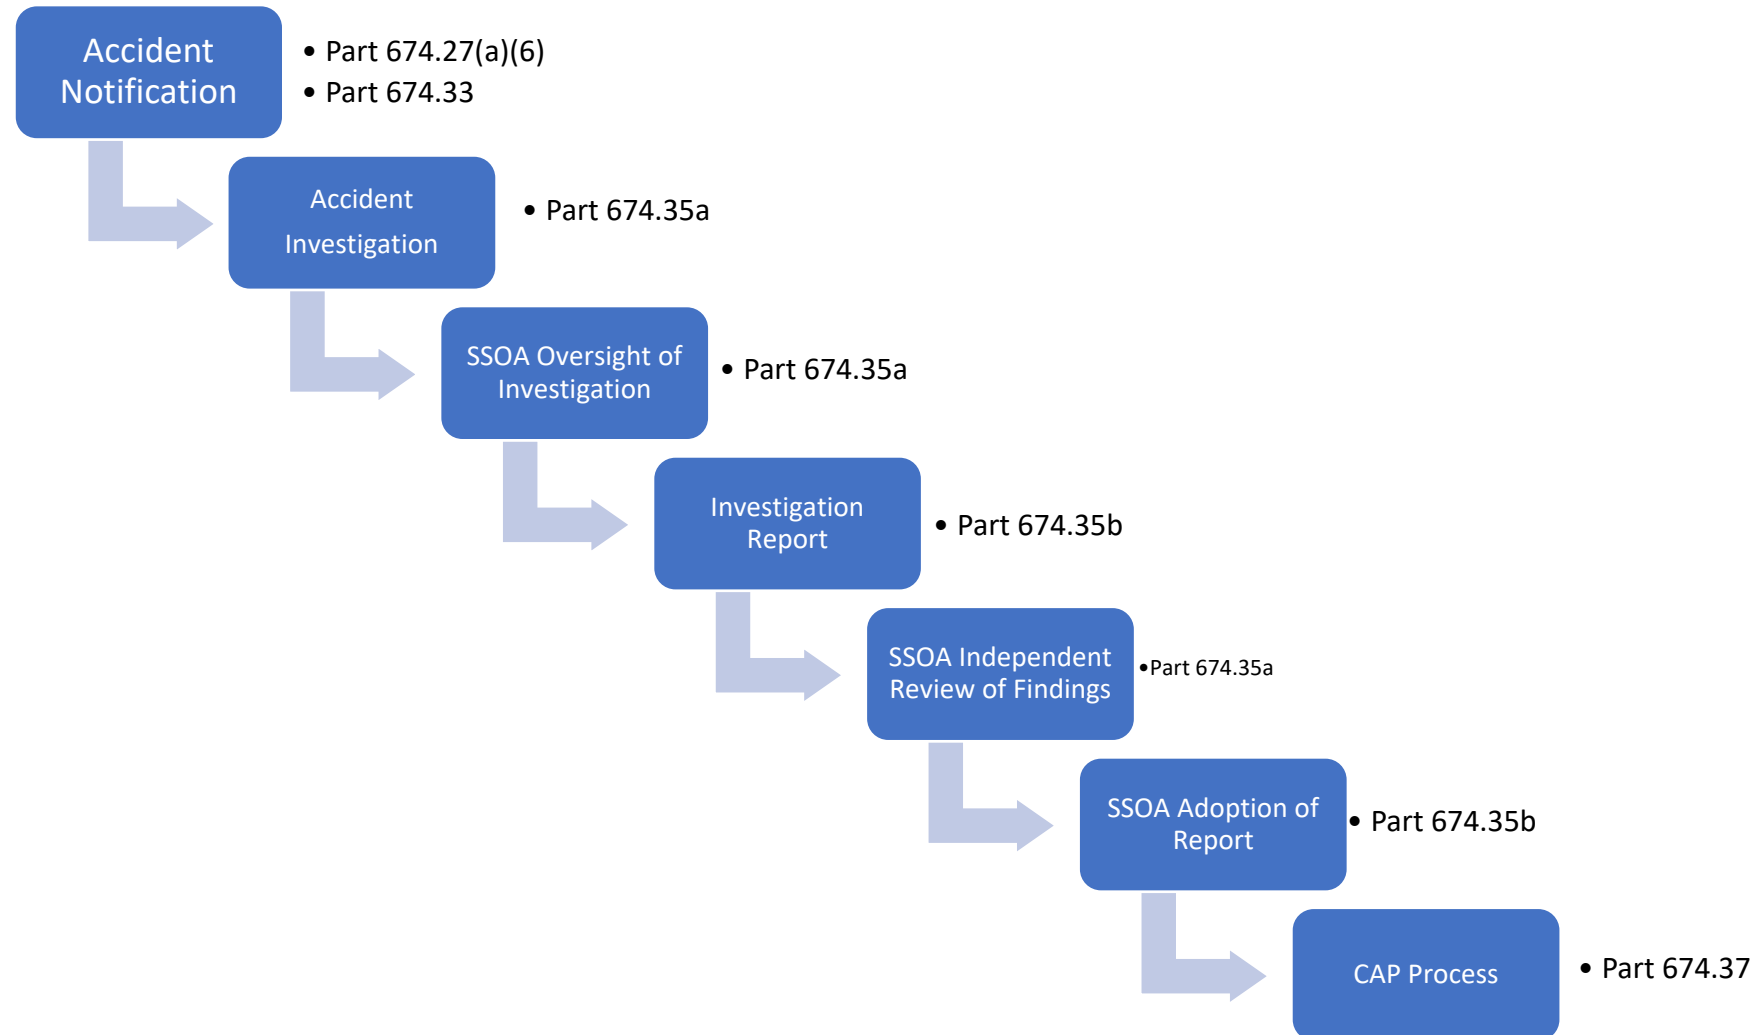 Accident
Notification
• Part 674.27(a)(6)
• Part 674.33
Accident
Investigation
• Part 674.35a
SSOA Oversight of
Investigation
• Part 674.35a
Investigation
Report
• Part 674.35b
SSOA Independent
Review of Findings
•Part 674.35a
SSOA Adoption of
Report
• Part 674.35b
CAP Process
• Part 674.37